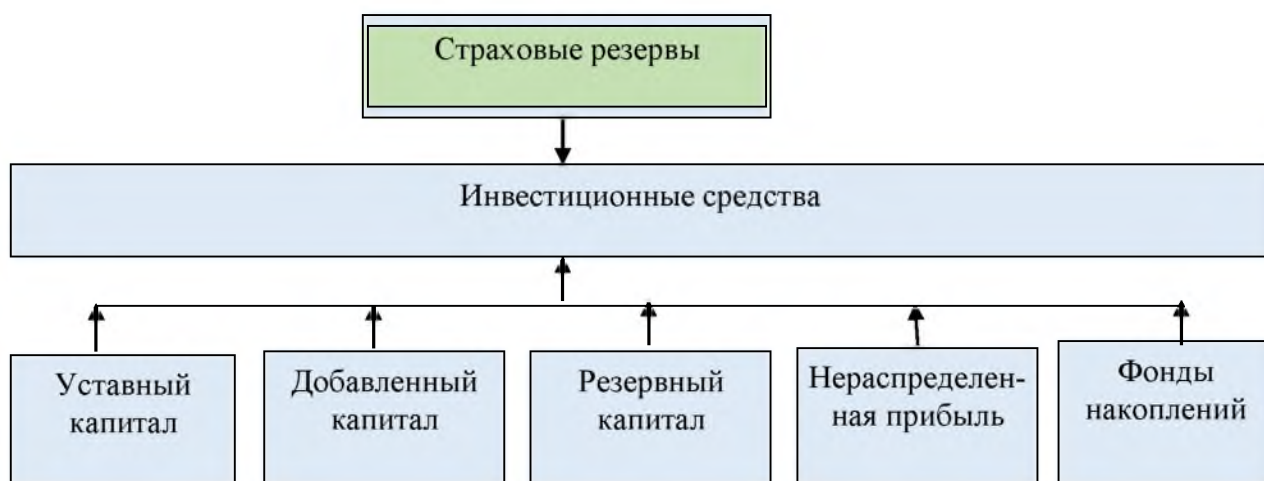 Страховые резервы
Инвестиционные средства
Уставный
капитал
Добавленный
капитал
Резервный
капитал
Нераспределен-
ная прибыль
Фонды
накоплений